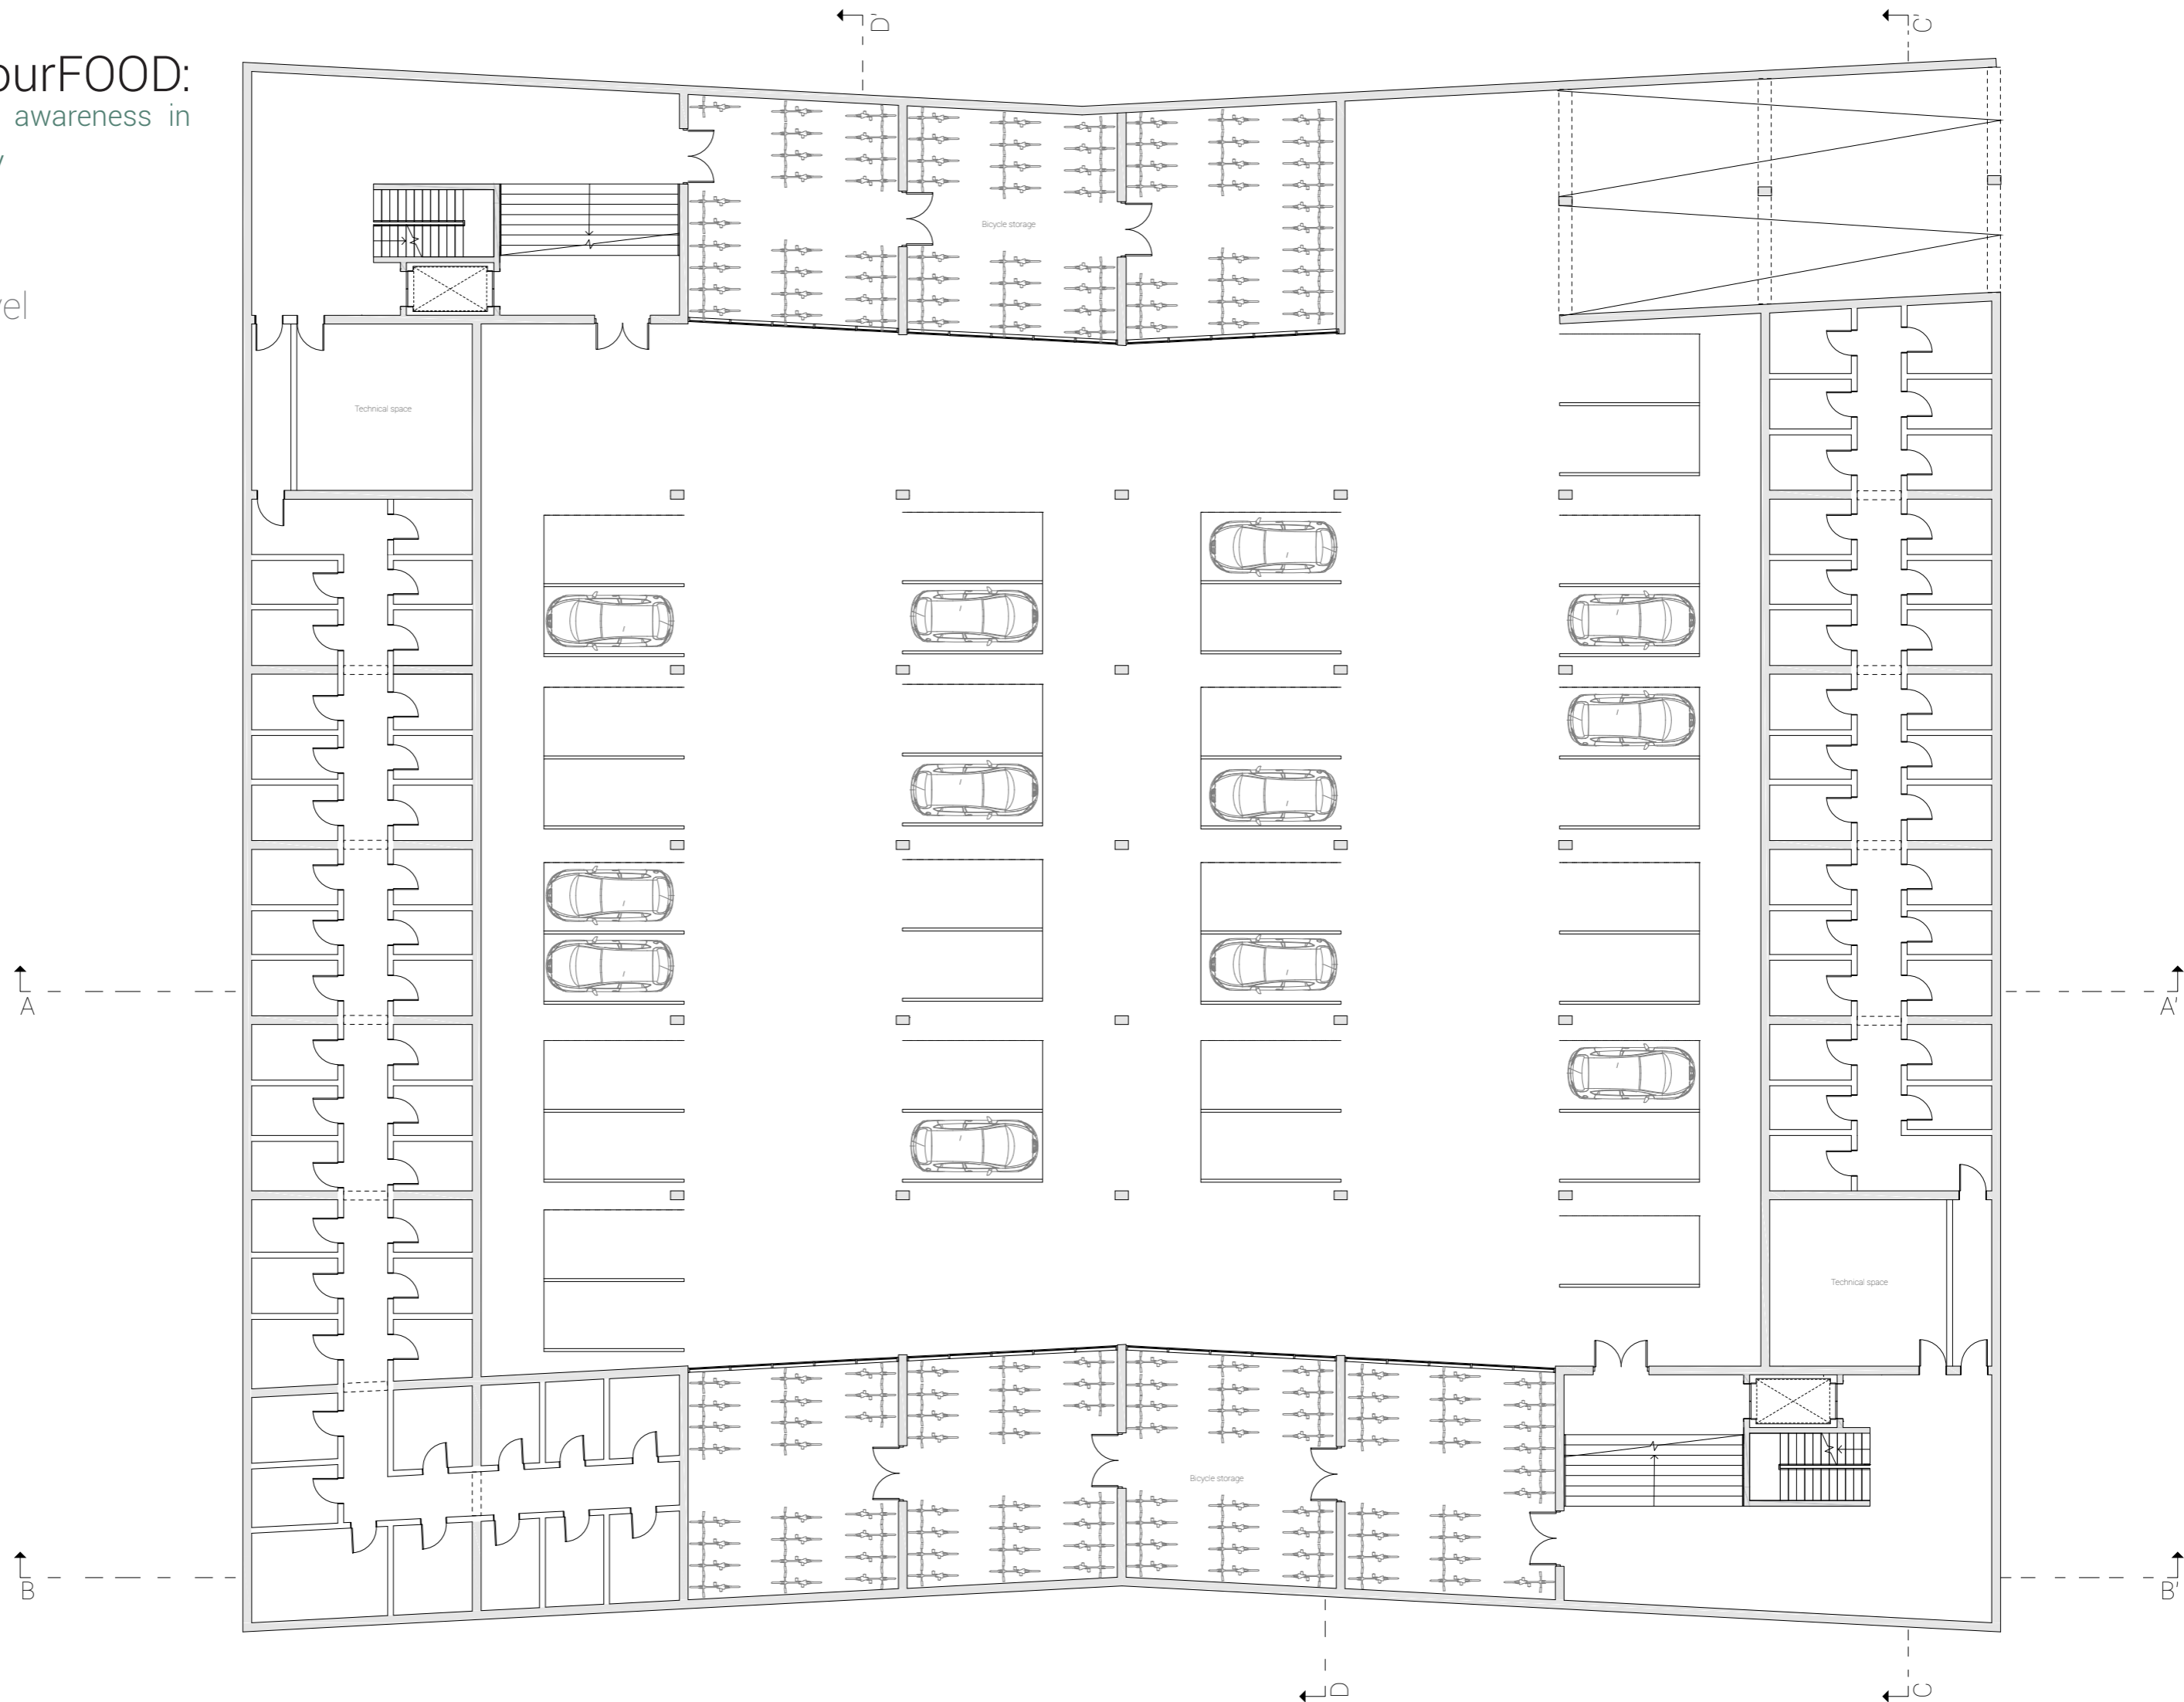 ourFOOD:
awareness in
D'
C'
Bicycle storage
Technical space
A
A'
Technical space
Bicycle storage
B
B'
D
C